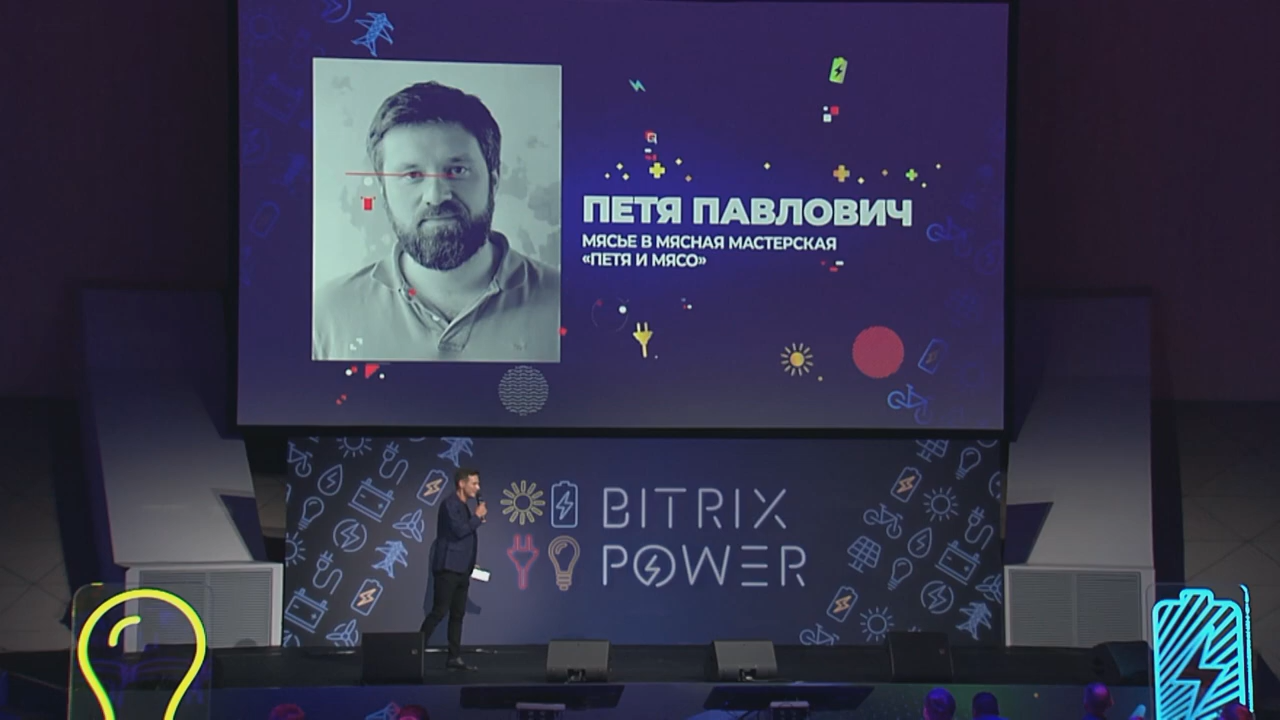 ПЕТЯ ПАВЛОВИЧ
МЯСЬЕ В МЯСНАЯ МАСТЕРСКАЯ
«ПЕТЯ И МЯСО»
BITRIX
POWER